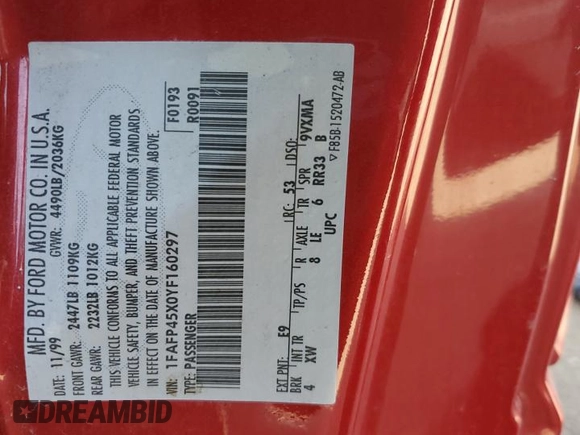 MFD. BY FORD MOTOR CO. IN U.S.A.
DATE: 11/99 GVWR: 4490LB/2036KG
FRONT GAWR: 2447LB 1109KG
REAR GAWR: 2232LB 1012KG
THIS VEHICLE CONFORMS TO ALL APPLICABLE FEDERAL MOTOR
VEHICLE SAFETY, BUMPER, AND THEFT PREVENTION STANDARDS
IN EFFECT ON THE DATE OF MANUFACTURE SHOWN ABOVE.
VIN: 1FAFP45X0YF160297 F0193
TYPE: PASSENGER R0091
EXT PNT: E9 RC: 53 DSO:
BRK INT TR TP/PS R AXLE TR SPR 9VXMA
4 XW 8 LE 6 RR33 B
UPC
▽F85B-1520472-AB
DREAMBID